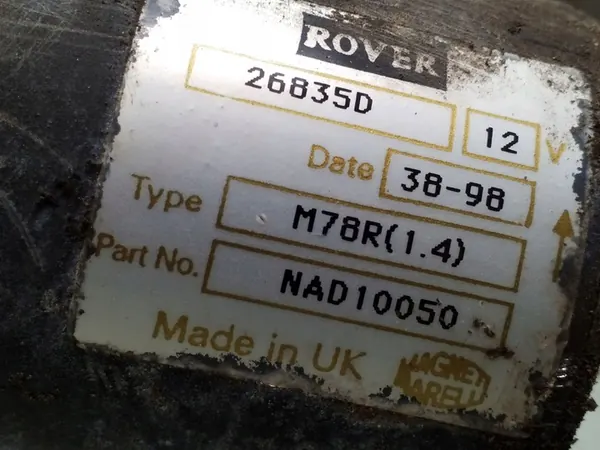 ROVER
26835D 12 V
Date 38-98
Type M78R(1.4)
Part No. NAD10050
Made in UK
MAGNETI
MARELLI